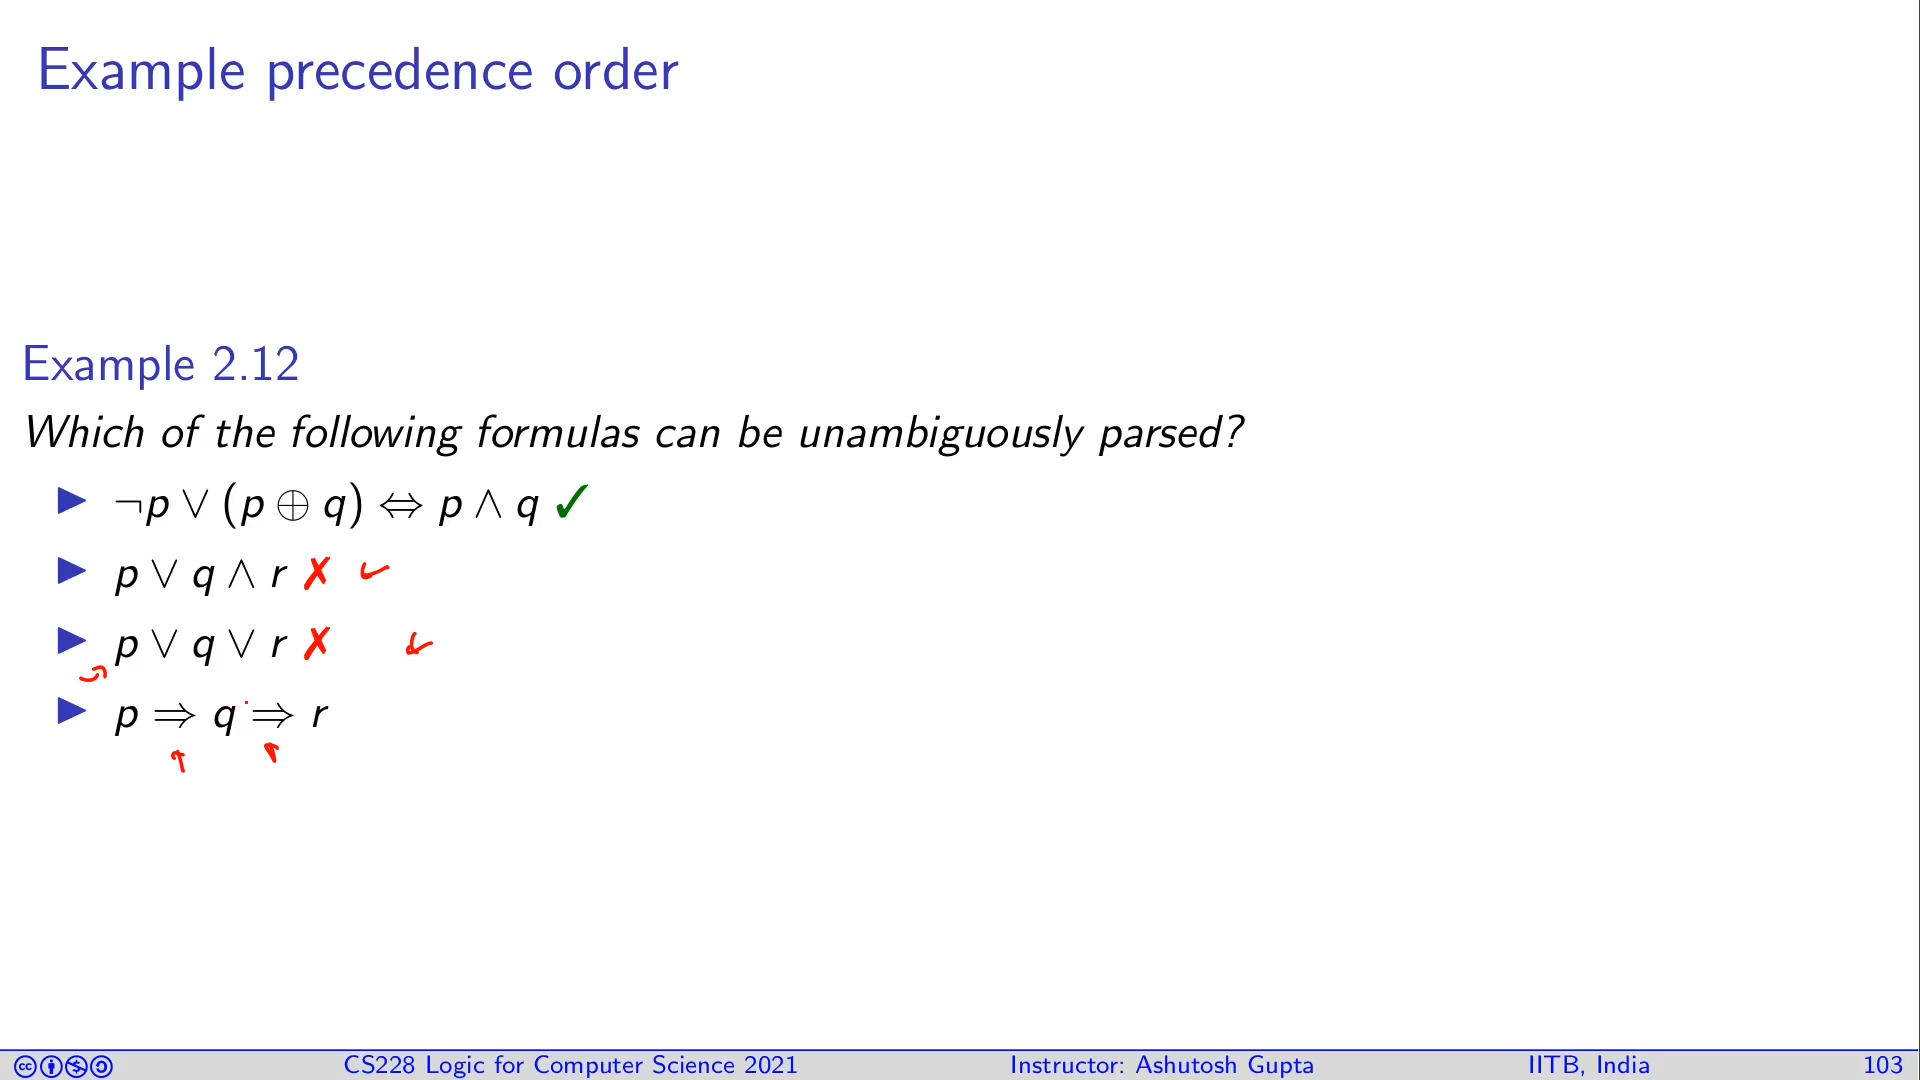 Example precedence order
Example 2.12
Which of the following formulas can be unambiguously parsed?
▶ ¬p ∨ (p ⊕ q) ⇔ p ∧ q ✓
▶ p ∨ q ∧ r ✗ ✓
▶ p ∨ q ∨ r ✗ ✓
▶ p ⇒ q ⇒ r
CS228 Logic for Computer Science 2021 Instructor: Ashutosh Gupta IITB, India 103